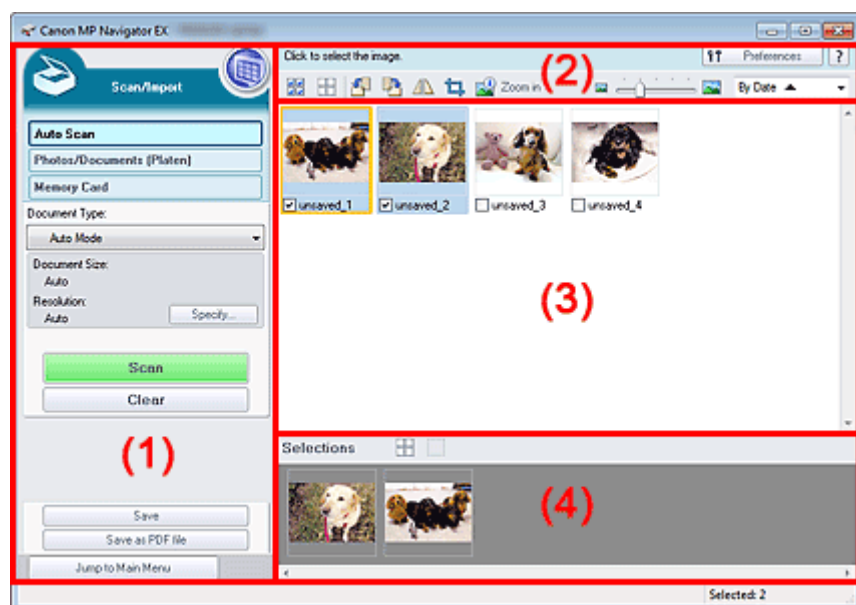 Canon MP Navigator EX
Scan/Import
Auto Scan
Photos/Documents (Platen)
Memory Card
Document Type:
Auto Mode
Document Size:
Auto
Resolution:
Auto
Specify...
Scan
Clear
(1)
Save
Save as PDF file
Jump to Main Menu
Click to select the image.
Preferences
?
Zoom in
(2)
By Date
unsaved_1
unsaved_2
unsaved_3
unsaved_4
(3)
Selections
(4)
Selected: 2